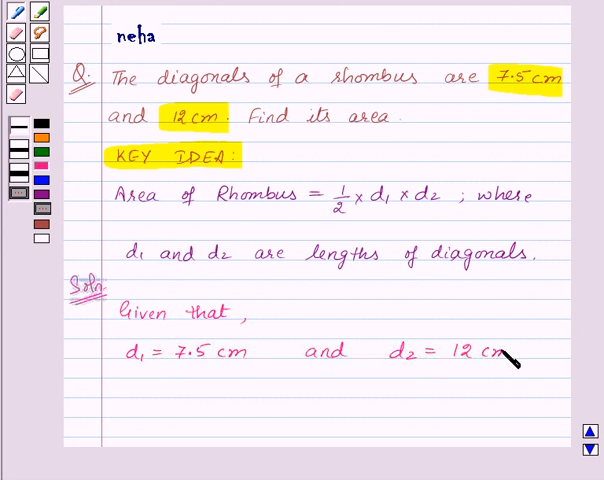 neha
Q. The diagonals of a rhombus are 7.5 cm
and 12 cm. Find its area.
KEY IDEA:
Area of Rhombus = 1/2 × d1 × d2 ; where
d1 and d2 are lengths of diagonals.
Soln.
Given that,
d1 = 7.5 cm and d2 = 12 cm